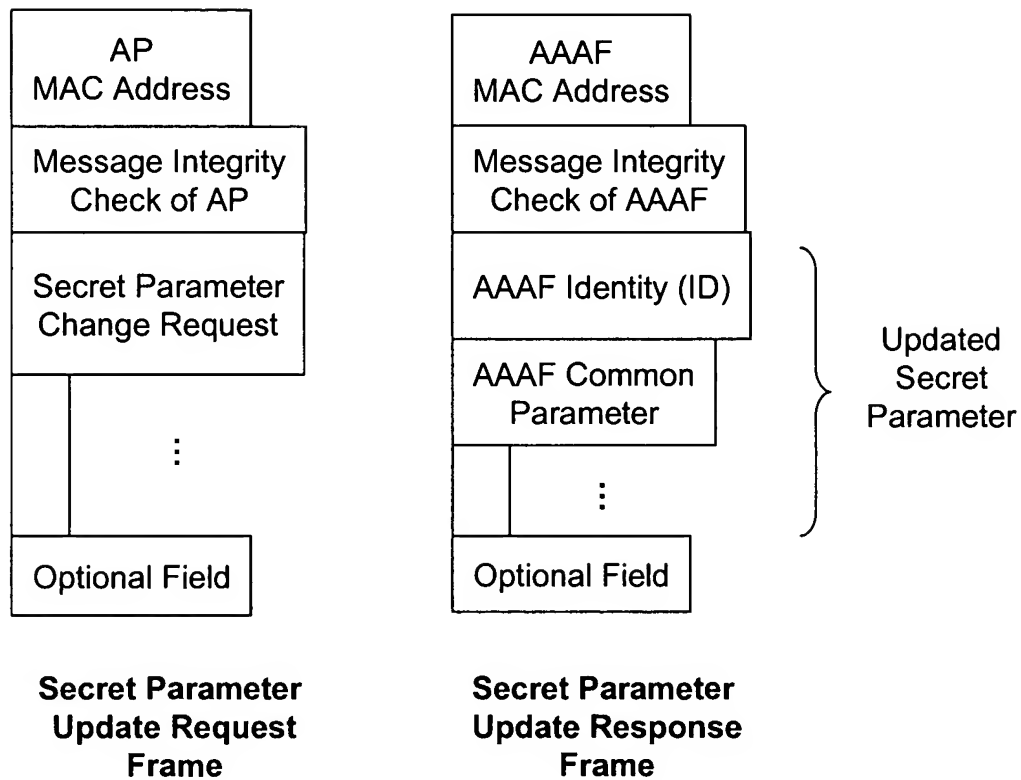 AP
MAC Address
Message Integrity
Check of AP
Secret Parameter
Change Request
⋮
Optional Field
Secret Parameter
Update Request
Frame
AAAF
MAC Address
Message Integrity
Check of AAAF
AAAF Identity (ID)
AAAF Common
Parameter
⋮
Optional Field
Updated
Secret
Parameter
Secret Parameter
Update Response
Frame